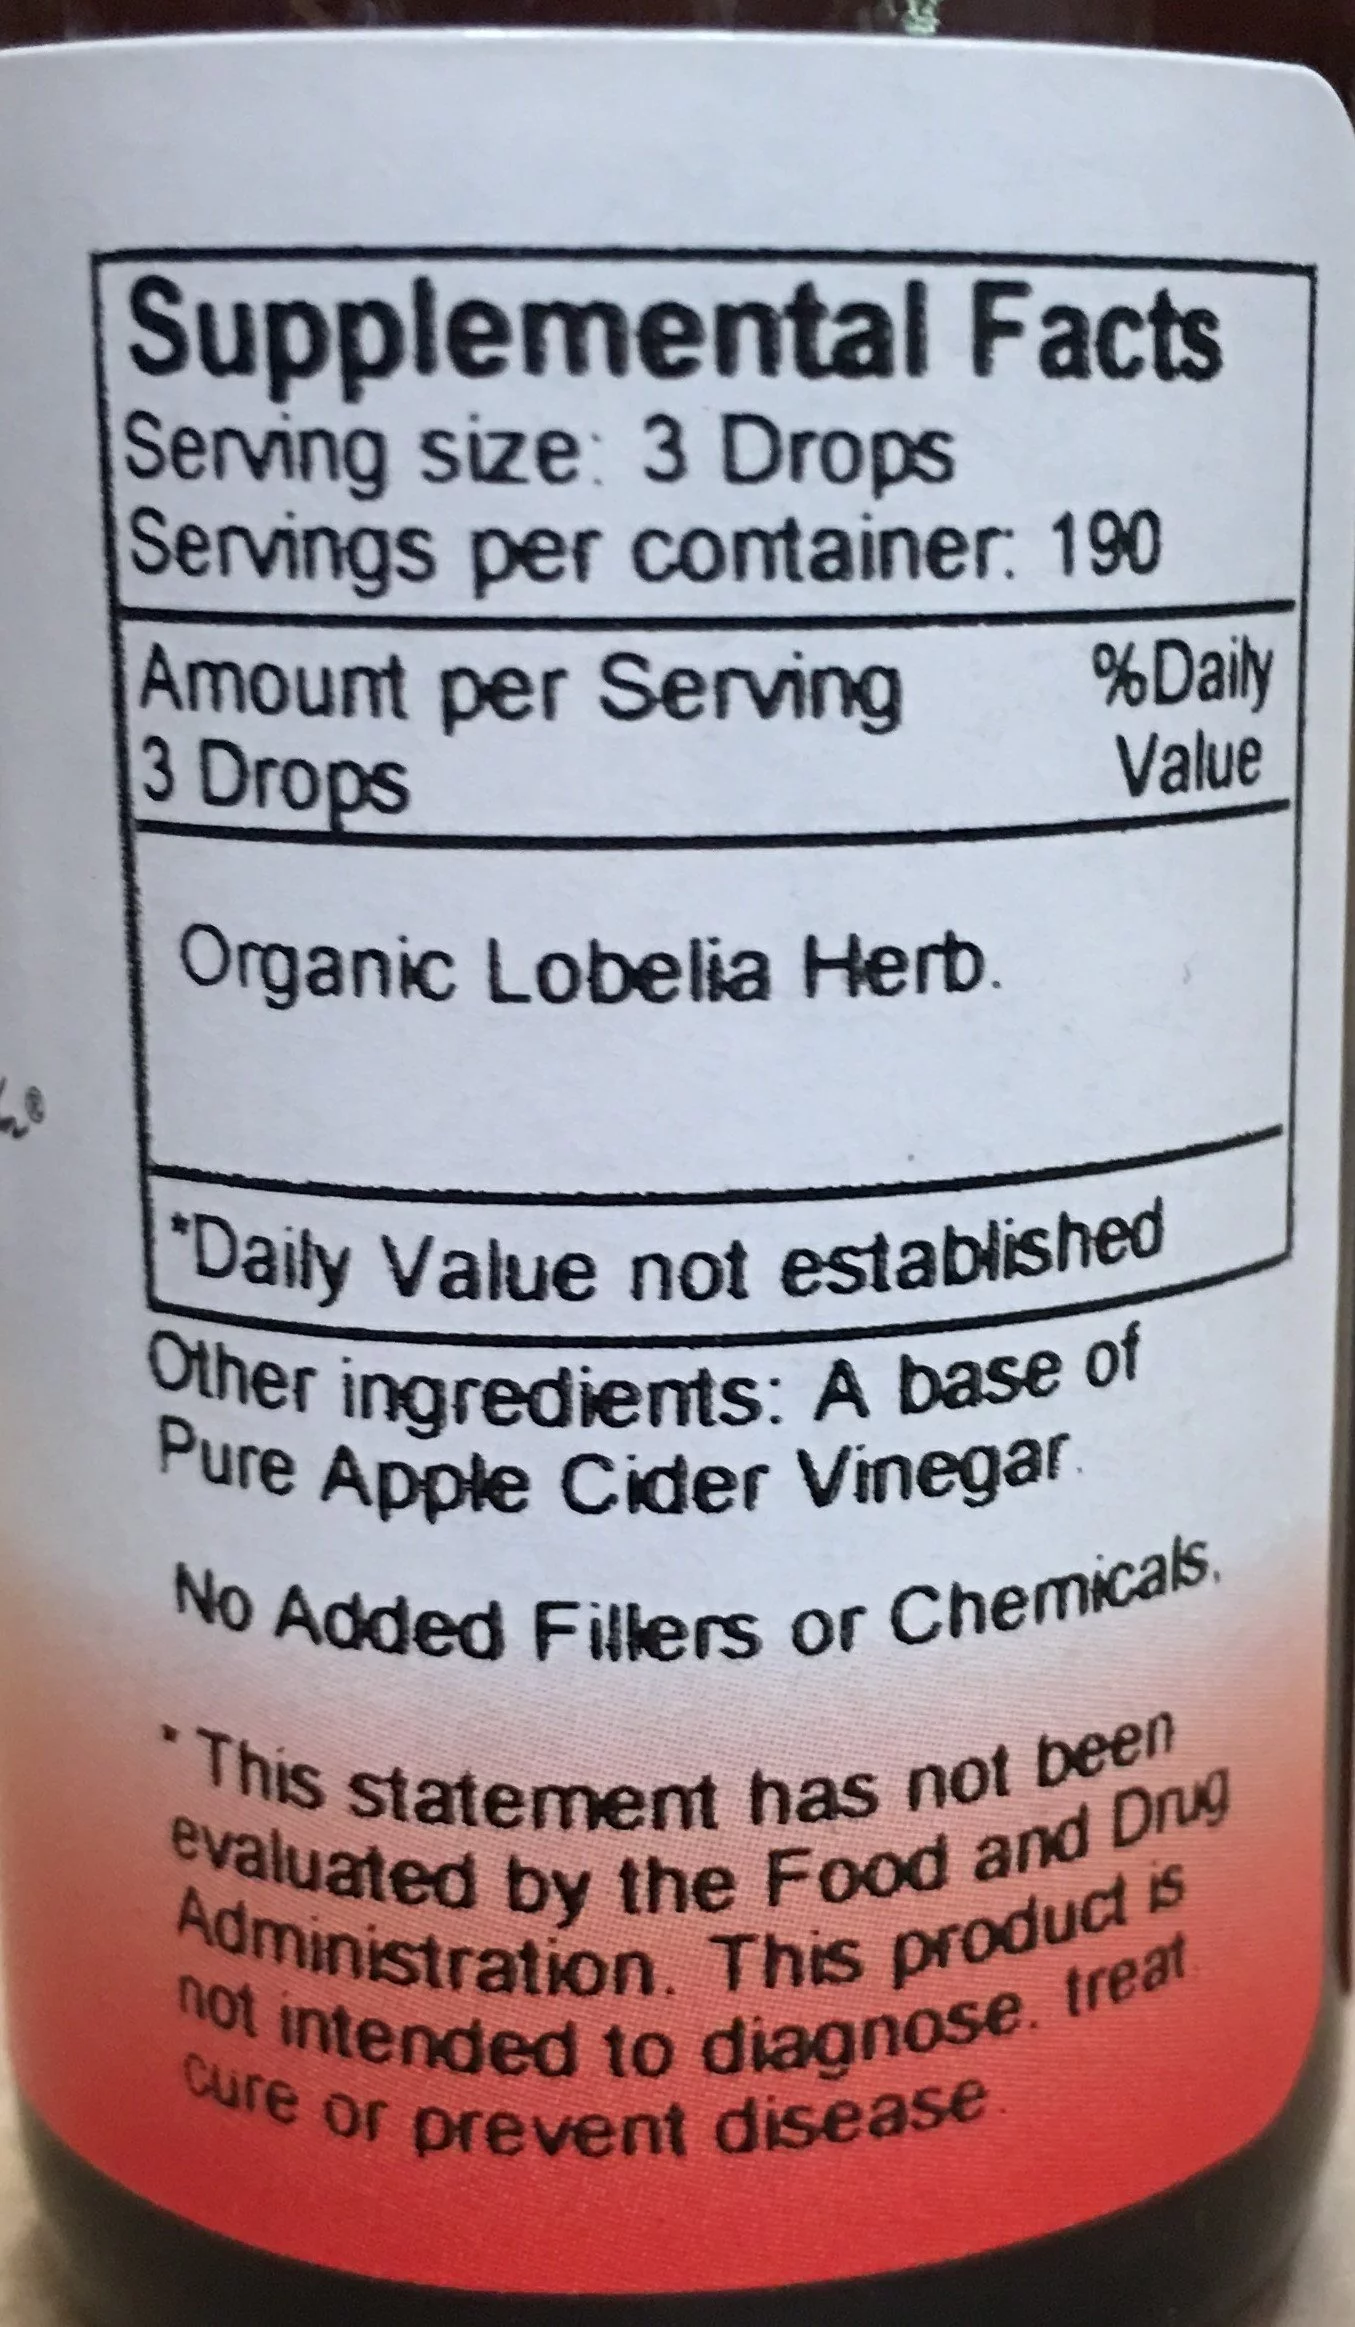 Supplemental Facts
Serving size: 3 Drops
Servings per container: 190
Amount per Serving %Daily
3 Drops Value
Organic Lobelia Herb.
*Daily Value not established
Other ingredients: A base of
Pure Apple Cider Vinegar.
No Added Fillers or Chemicals.
* This statement has not been
evaluated by the Food and Drug
Administration. This product is
not intended to diagnose. treat
cure or prevent disease.